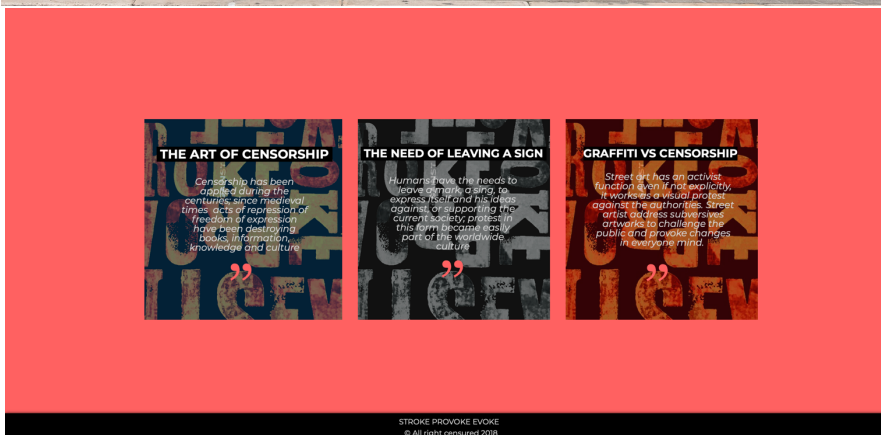 THE ART OF CENSORSHIP
Censorship has been
applied during the
centuries; since medieval
times acts of repression of
freedom of expression
have been destroying
books, information,
knowledge and culture
”
THE NEED OF LEAVING A SIGN
Humans have the needs to
leave a mark, a sing, to
express itself and his ideas
against, or supporting the
current society; protest in
this form became easily
part of the worldwide
culture
”
GRAFFITI VS CENSORSHIP
Street art has an activist
function even if not explicitly,
it works as a visual protest
against the authorities. Street
artist address subversives
artworks to challenge the
public and provoke changes
in everyone mind.
”
STROKE PROVOKE EVOKE
© All right censured 2018